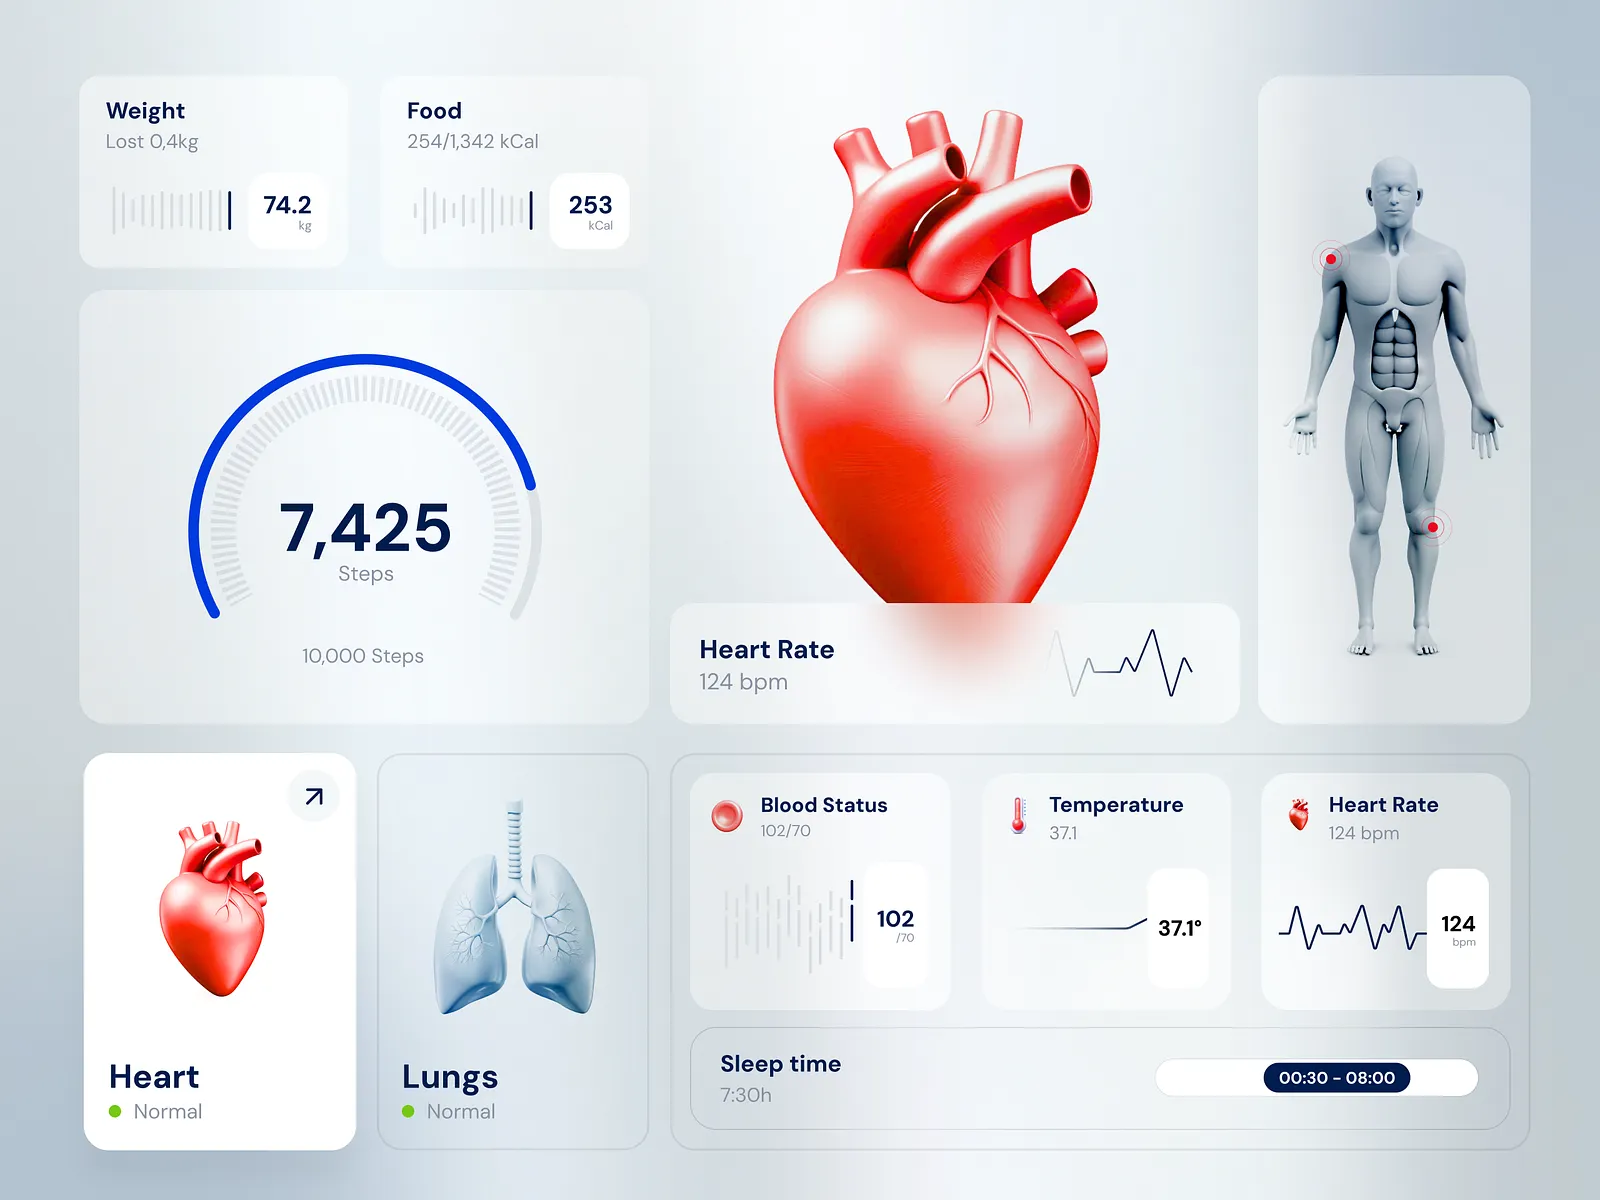 Weight
Lost 0,4kg
74.2
kg
Food
254/1,342 kCal
253
kCal
7,425
Steps
10,000 Steps
Heart Rate
124 bpm
Heart
Normal
Lungs
Normal
Blood Status
102/70
102
/70
Temperature
37.1
37.1°
Heart Rate
124 bpm
124
bpm
Sleep time
7:30h
00:30 - 08:00